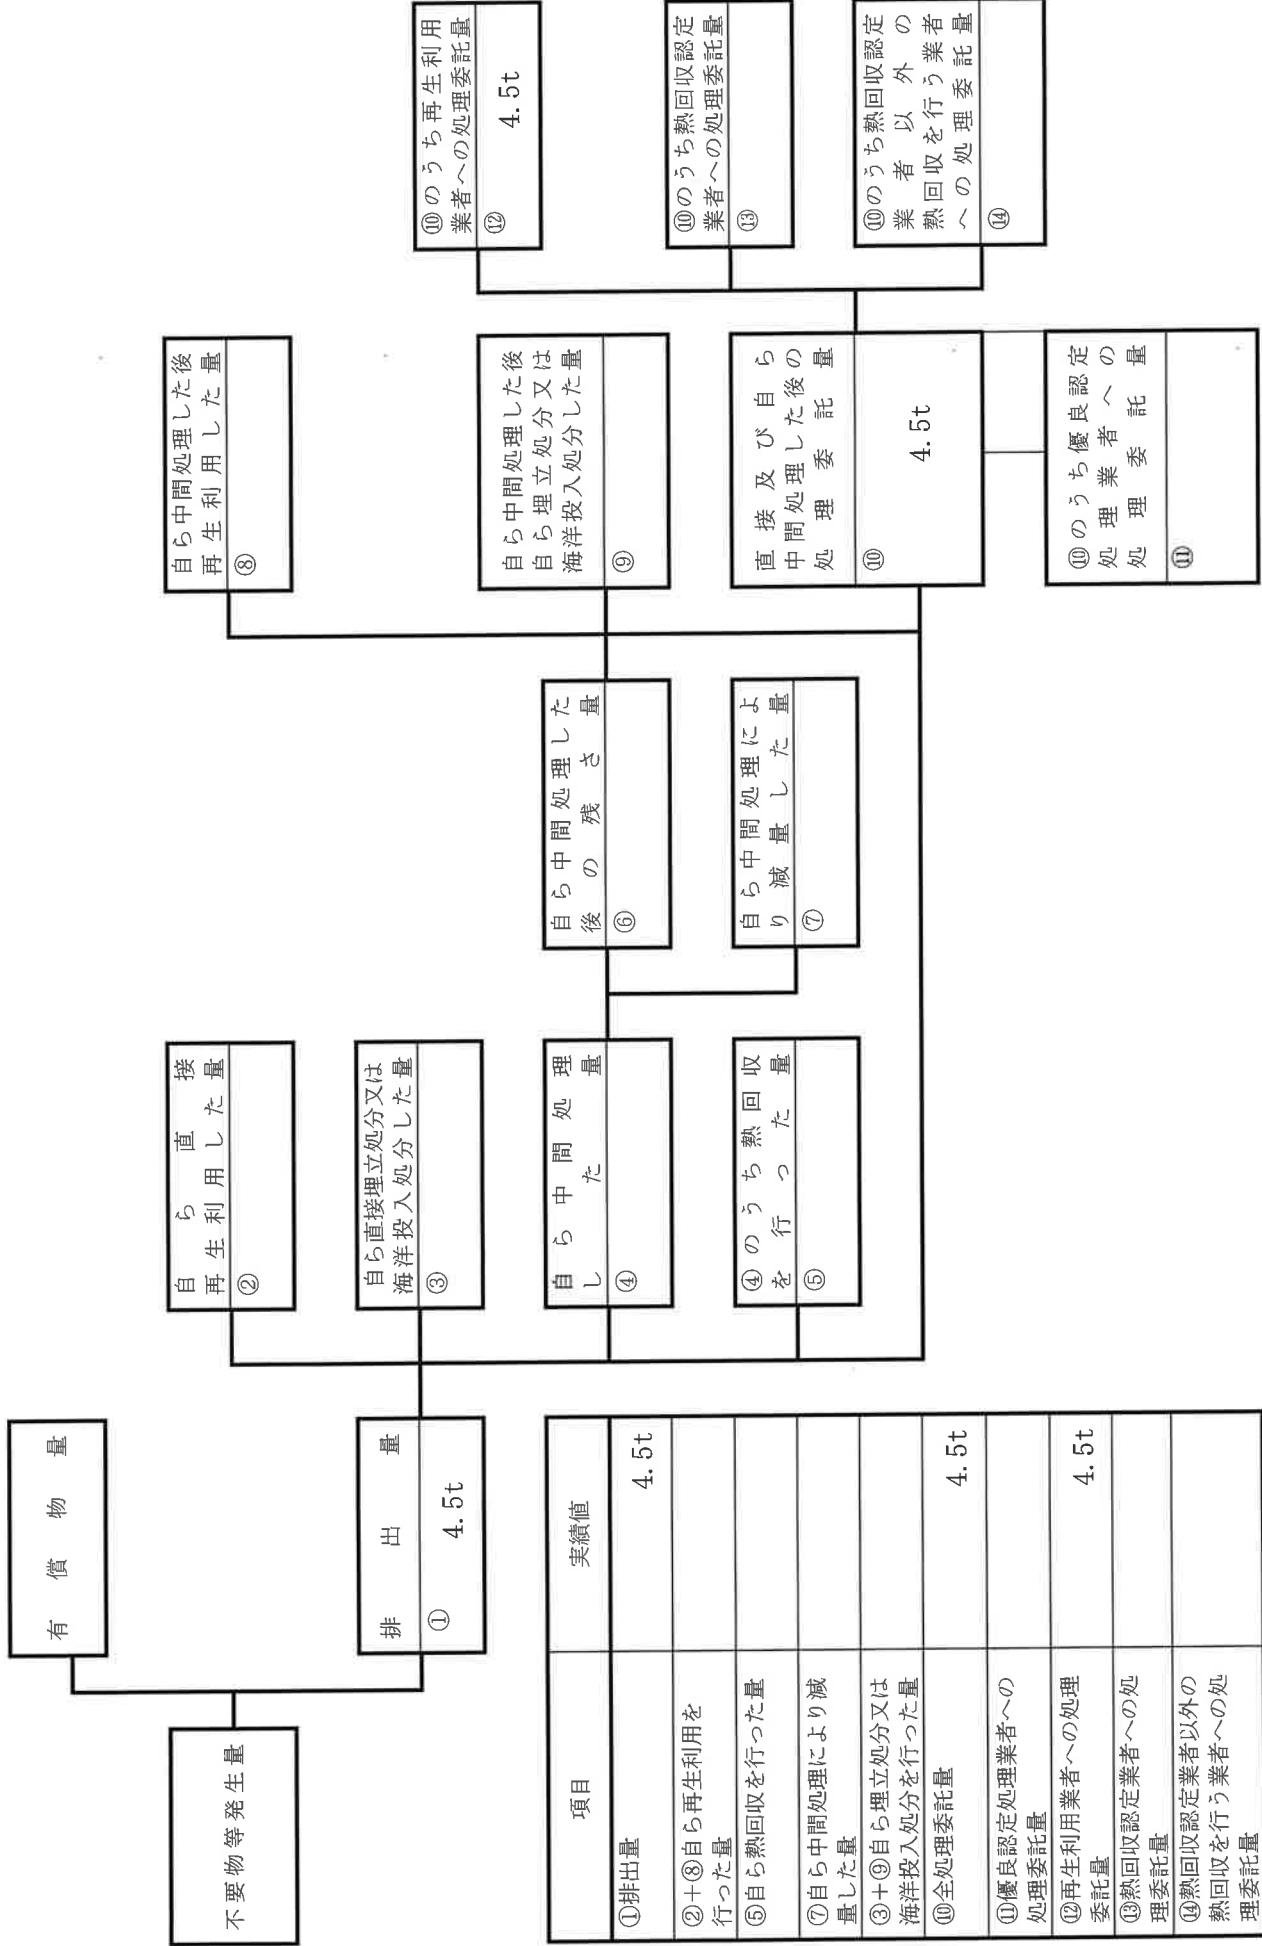 不要物等発生量
有償物量
排出量
①
4.5t
自ら直接
再生利用した量
②
自ら直接埋立処分又は
海洋投入処分した量
③
自ら中間処理
した量
④
④のうち熱回収
を行った量
⑤
自ら中間処理した
後の残さ量
⑥
自ら中間処理によ
り減量した量
⑦
自ら中間処理した後
再生利用した量
⑧
自ら中間処理した後
自ら埋立処分又は
海洋投入処分した量
⑨
直接及び自ら
中間処理した後の
処理委託量
⑩
4.5t
⑩のうち優良認定
処理業者への
処理委託量
⑪
⑩のうち再生利用
業者への処理委託量
⑫
4.5t
⑩のうち熱回収認定
業者への処理委託量
⑬
⑩のうち熱回収認定
業者以外の
熱回収を行う業者
への処理委託量
⑭
項目
実績値
①排出量
4.5t
②+⑧自ら再生利用を
行った量
⑤自ら熱回収を行った量
⑦自ら中間処理により減
量した量
③+⑨自ら埋立処分又は
海洋投入処分を行った量
⑩全処理委託量
4.5t
⑪優良認定処理業者への
処理委託量
⑫再生利用業者への処理
委託量
4.5t
⑬熱回収認定業者への処
理委託量
⑭熱回収認定業者以外の
熱回収を行う業者への処
理委託量